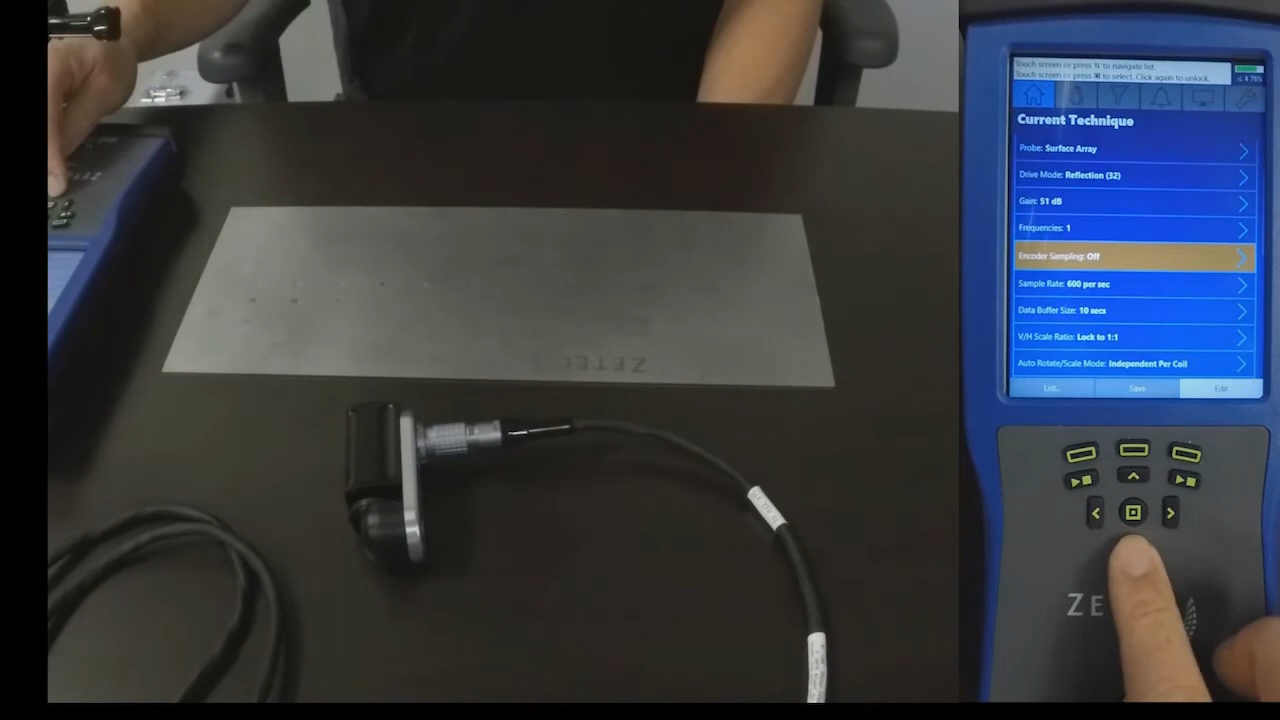 Touch screen or press ⇅ to navigate list.
Touch screen or press ▣ to select. Click again to unlock.
78%
Current Technique
Probe: Surface Array
Drive Mode: Reflection (32)
Gain: 51 dB
Frequencies: 1
Encoder Sampling: Off
Sample Rate: 600 per sec
Data Buffer Size: 10 secs
V/H Scale Ratio: Lock to 1:1
Auto Rotate/Scale Mode: Independent Per Coil
List...
Save
Edit
ZE
ZETEC